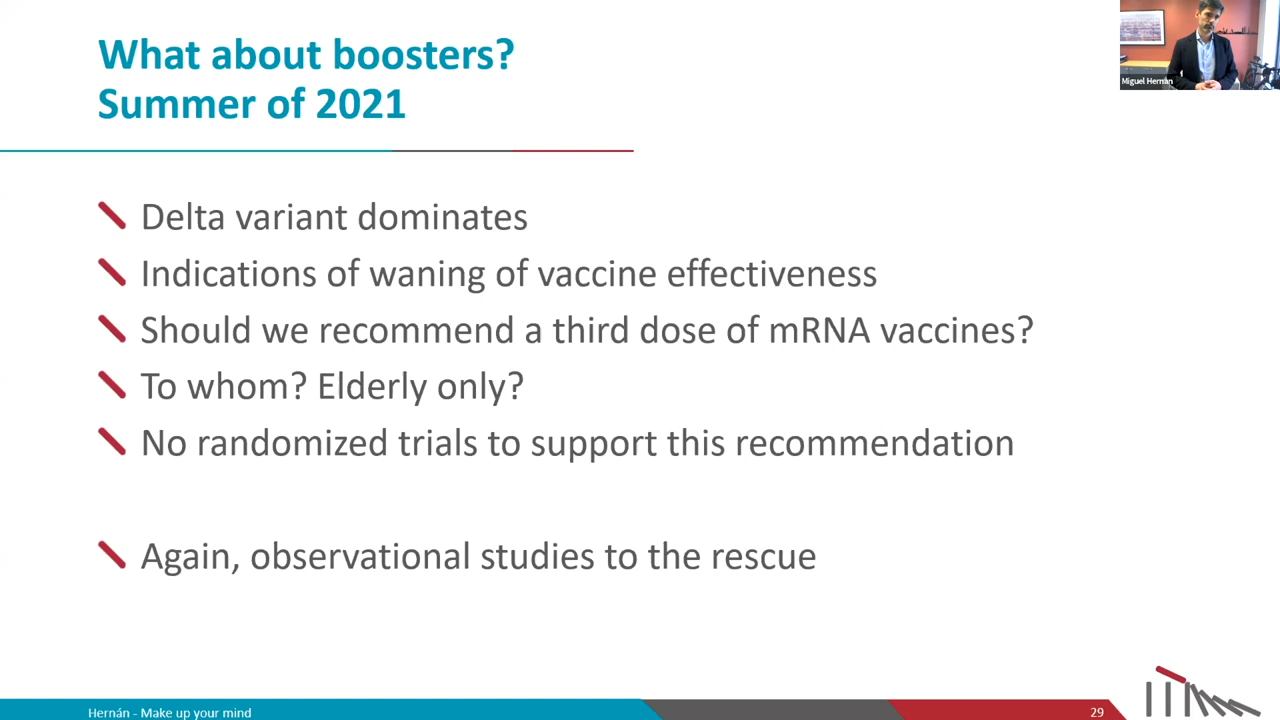 What about boosters?
Summer of 2021
Miguel Hernán
Delta variant dominates
Indications of waning of vaccine effectiveness
Should we recommend a third dose of mRNA vaccines?
To whom? Elderly only?
No randomized trials to support this recommendation
Again, observational studies to the rescue
Hernán - Make up your mind
29